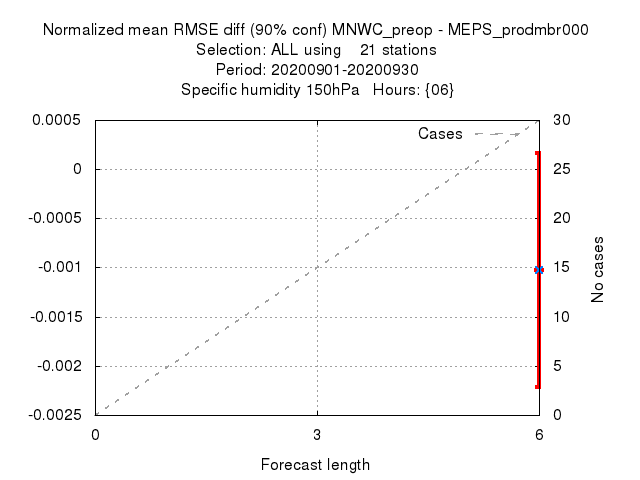 Normalized mean RMSE diff (90% conf) MNWC_preop - MEPS_prodmbr000
Selection: ALL using    21 stations
Period: 20200901-20200930
Specific humidity 150hPa   Hours: {06}
0.0005
0
-0.0005
-0.001
-0.0015
-0.002
-0.0025
Cases
30
25
20
15
10
5
0
No cases
0 3 6
Forecast length